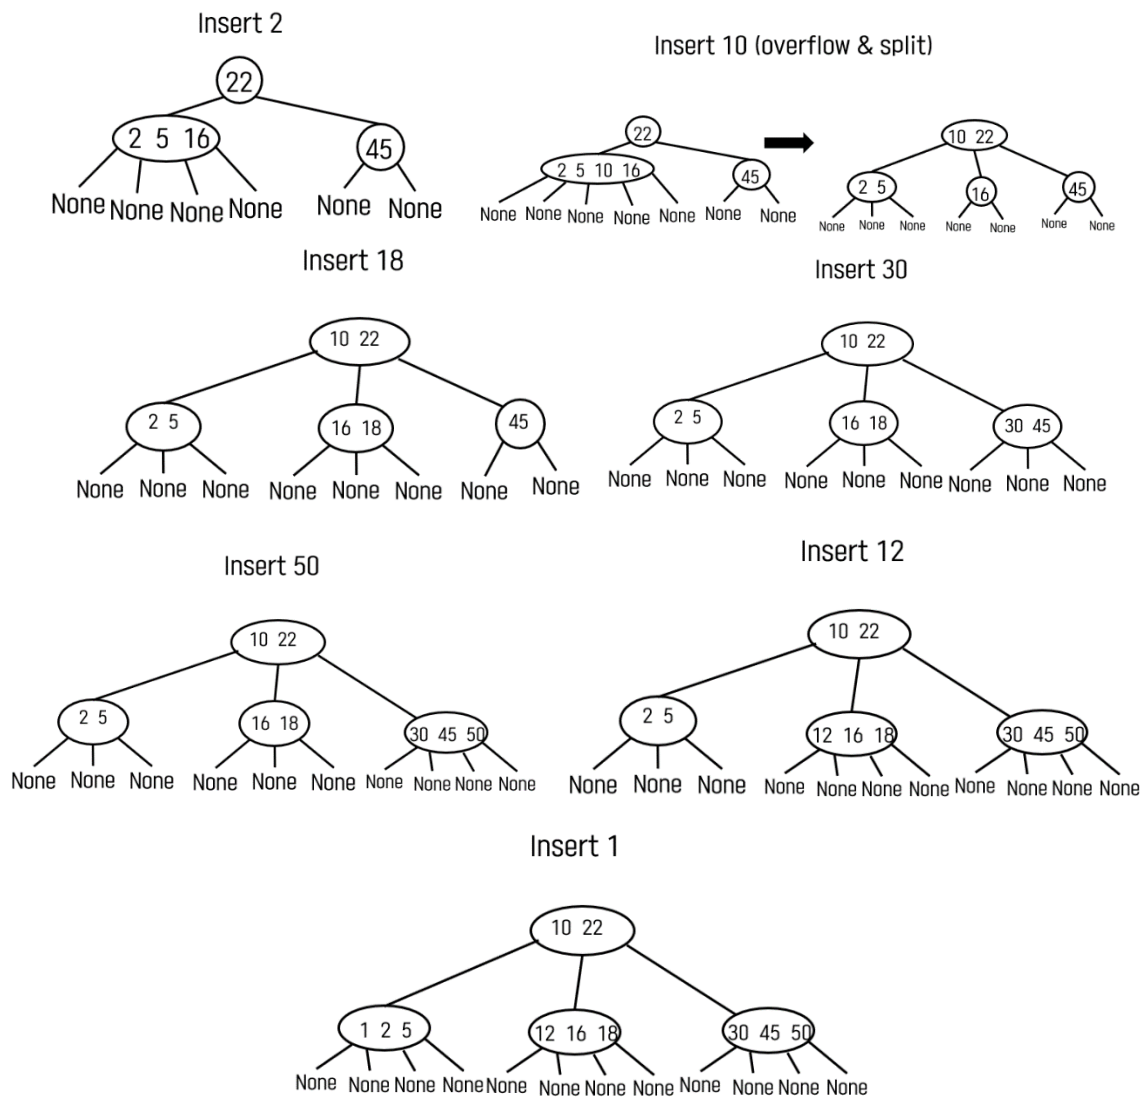 Insert 2
22
2 5 16
45
None None None None None None
Insert 10 (overflow & split)
22
2 5 10 16
45
None None None None None None None
10 22
2 5
16
45
None None None None None None None
Insert 18
10 22
2 5
16 18
45
None None None None None None None None
Insert 30
10 22
2 5
16 18
30 45
None None None None None None None None None
Insert 50
10 22
2 5
16 18
30 45 50
None None None None None None None None None None
Insert 12
10 22
2 5
12 16 18
30 45 50
None None None None None None None None None None None
Insert 1
10 22
1 2 5
12 16 18
30 45 50
None None None None None None None None None None None None